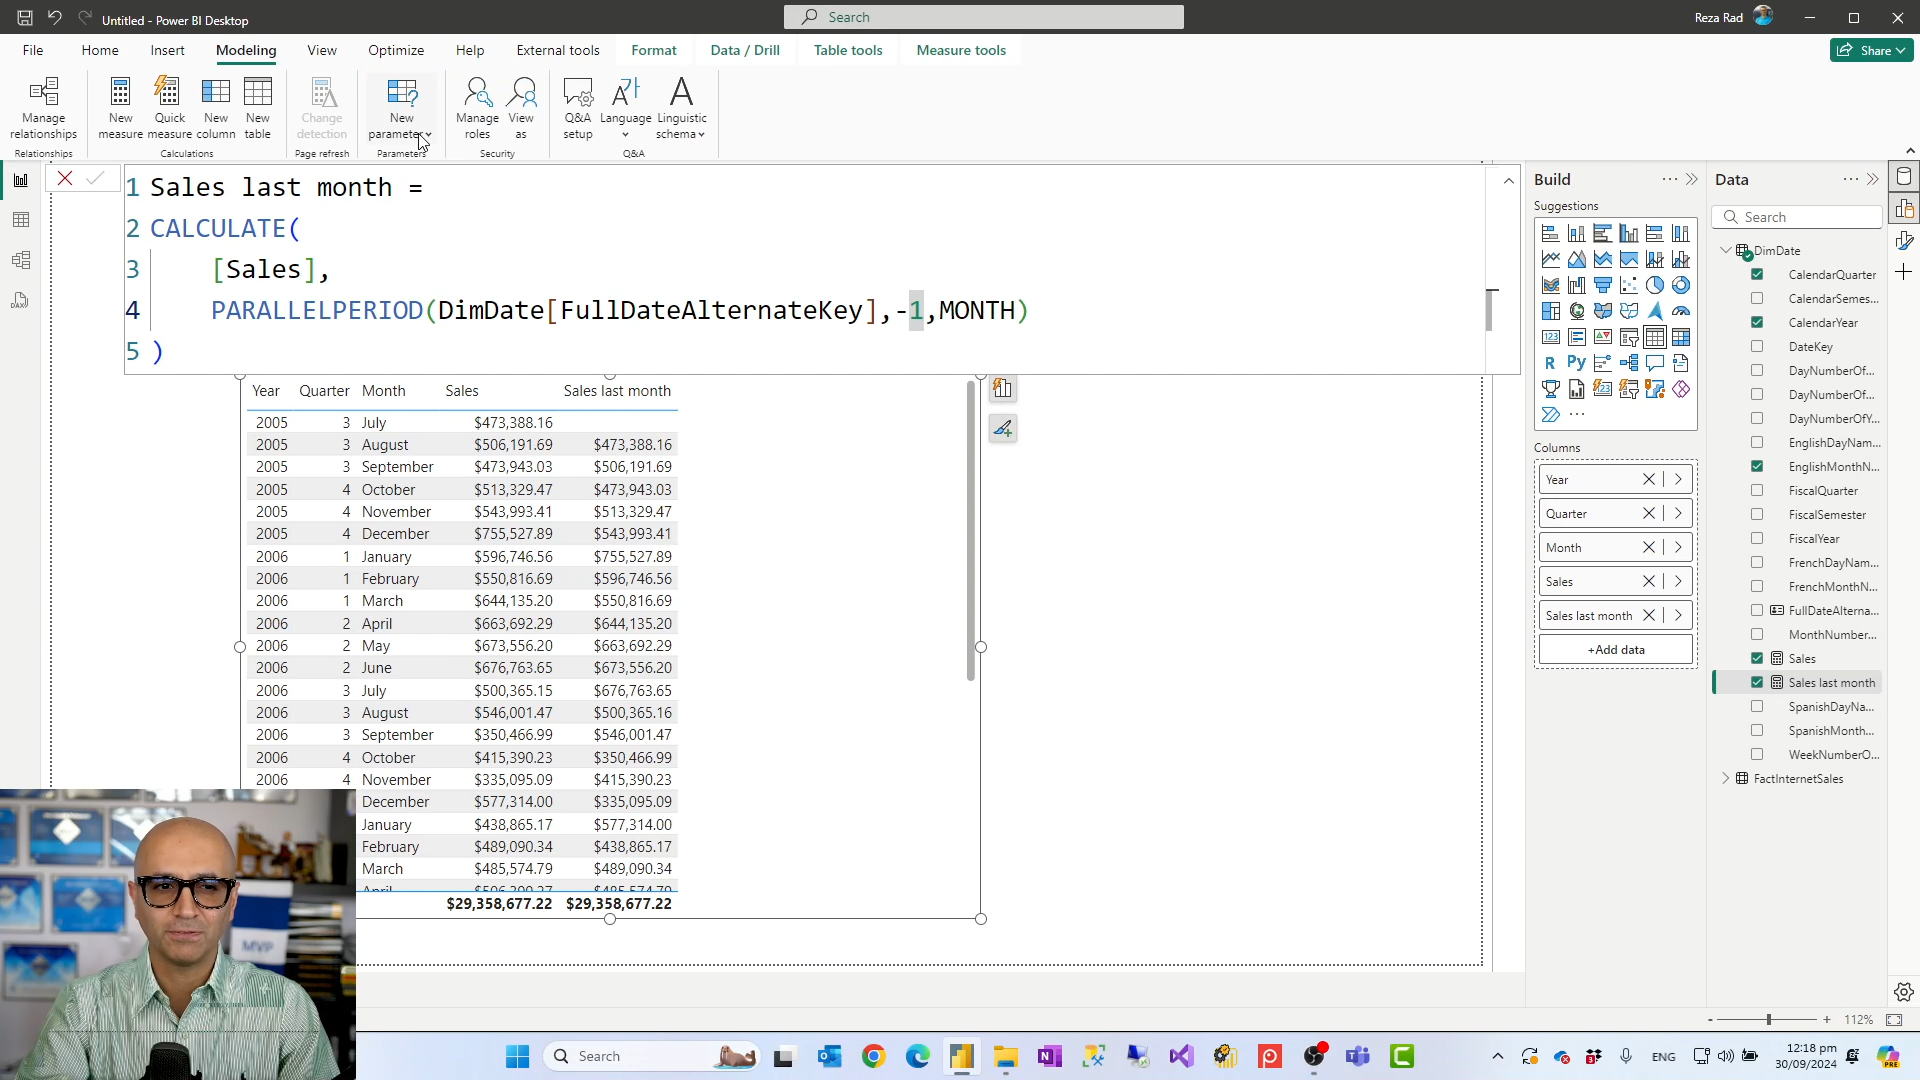 Untitled - Power BI Desktop
Search
Reza Rad
File
Home
Insert
Modeling
View
Optimize
Help
External tools
Format
Data / Drill
Table tools
Measure tools
Share
Manage relationships
New measure
Quick measure
New column
New table
Change detection
New parameter
Manage roles
View as
Q&A setup
Language
Linguistic schema
Relationships
Calculations
Page refresh
Parameters
Security
Q&A
1 Sales last month =
2 CALCULATE(
3 [Sales],
4 PARALLELPERIOD(DimDate[FullDateAlternateKey],-1,MONTH)
5 )
Year Quarter Month Sales Sales last month
2005 3 July $473,388.16
2005 3 August $506,191.69 $473,388.16
2005 3 September $473,943.03 $506,191.69
2005 4 October $513,329.47 $473,943.03
2005 4 November $543,993.41 $513,329.47
2005 4 December $755,527.89 $543,993.41
2006 1 January $596,746.56 $755,527.89
2006 1 February $550,816.69 $596,746.56
2006 1 March $644,135.20 $550,816.69
2006 2 April $663,692.29 $644,135.20
2006 2 May $673,556.20 $663,692.29
2006 2 June $676,763.65 $673,556.20
2006 3 July $500,365.15 $676,763.65
2006 3 August $546,001.47 $500,365.16
2006 3 September $350,466.99 $546,001.47
2006 4 October $415,390.23 $350,466.99
2006 4 November $335,095.09 $415,390.23
December $577,314.00 $335,095.09
January $438,865.17 $577,314.00
February $489,090.34 $438,865.17
March $485,574.79 $489,090.34
$29,358,677.22 $29,358,677.22
MVP
Build
Suggestions
123
R
Py
Columns
Year
Quarter
Month
Sales
Sales last month
+Add data
Data
Search
DimDate
CalendarQuarter
CalendarSemes...
CalendarYear
DateKey
DayNumberOf...
DayNumberOf...
DayNumberOfY...
EnglishDayNam...
EnglishMonthN...
FiscalQuarter
FiscalSemester
FiscalYear
FrenchDayNam...
FrenchMonthN...
FullDateAlterna...
MonthNumber...
Sales
Sales last month
SpanishDayNa...
SpanishMonth...
WeekNumberO...
FactInternetSales
- + 112%
Search
ENG
12:18 pm
30/09/2024
PRE